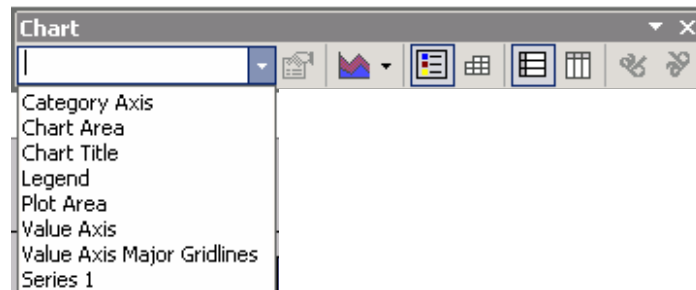 Chart
Category Axis
Chart Area
Chart Title
Legend
Plot Area
Value Axis
Value Axis Major Gridlines
Series 1